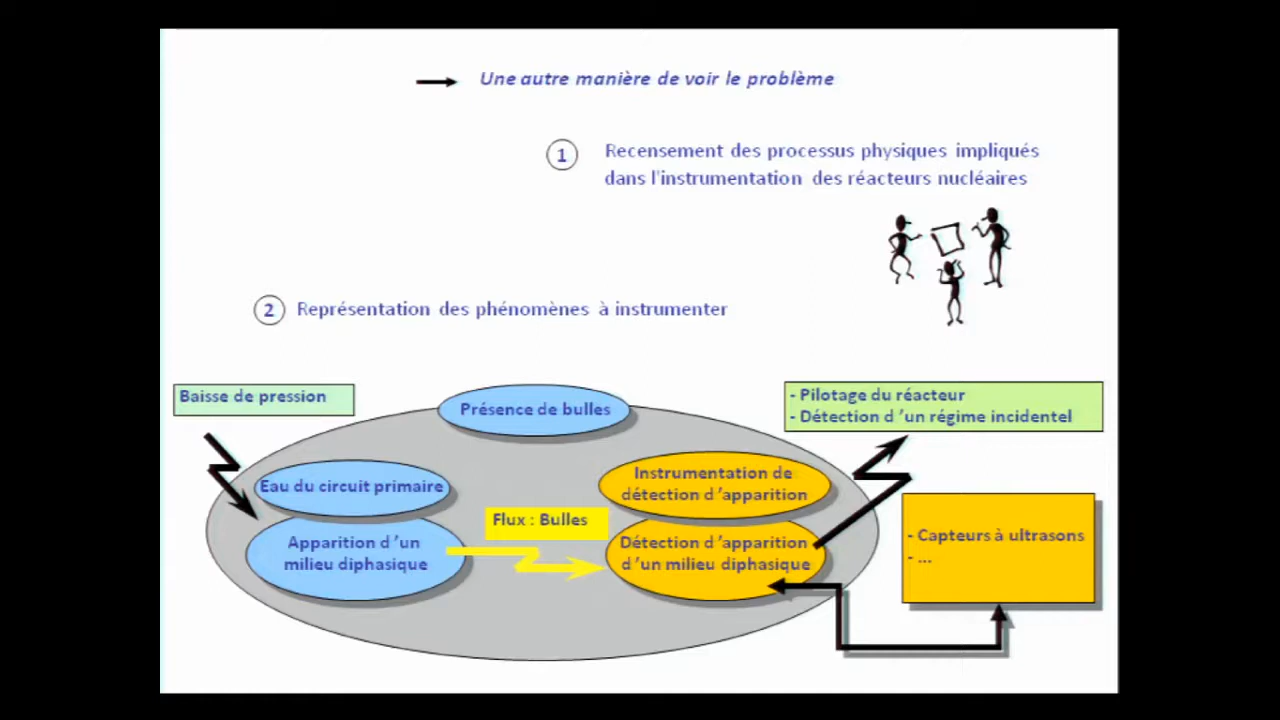 Une autre manière de voir le problème
1
Recensement des processus physiques impliqués
dans l'instrumentation des réacteurs nucléaires
2
Représentation des phénomènes à instrumenter
Baisse de pression
Présence de bulles
- Pilotage du réacteur
- Détection d 'un régime incidentel
Eau du circuit primaire
Instrumentation de
détection d 'apparition
Flux : Bulles
Apparition d 'un
milieu diphasique
Détection d 'apparition
d 'un milieu diphasique
- Capteurs à ultrasons
- ...